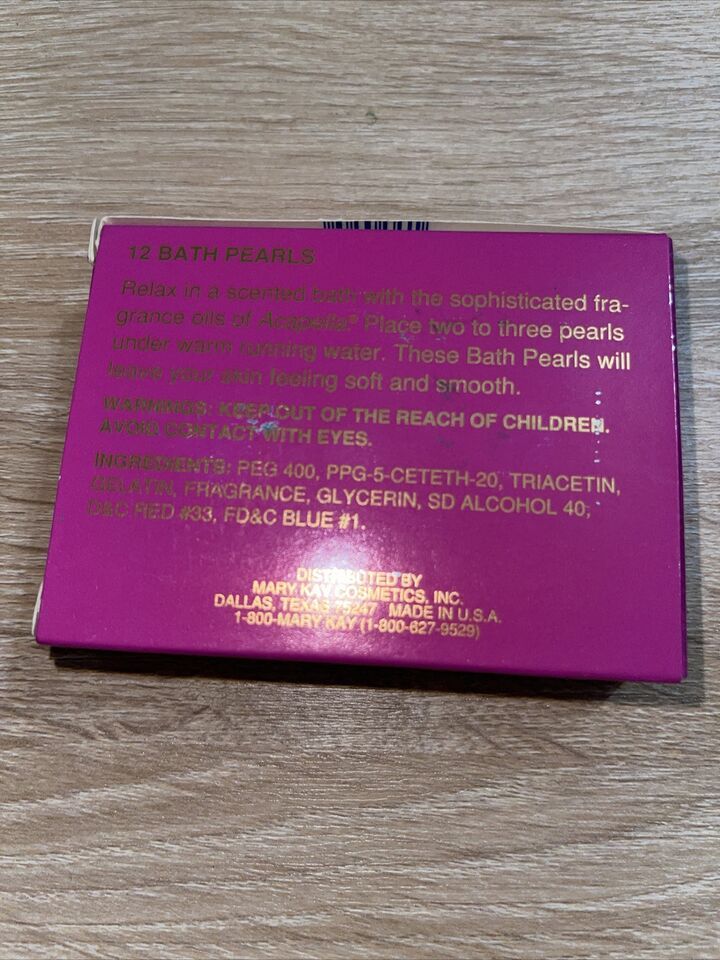 12 BATH PEARLS
Relax in a scented bath with the sophisticated fra-
grance oils of Acapella® Place two to three pearls
under warm running water. These Bath Pearls will
leave your skin feeling soft and smooth.
WARNINGS: KEEP OUT OF THE REACH OF CHILDREN.
AVOID CONTACT WITH EYES.
INGREDIENTS: PEG 400, PPG-5-CETETH-20, TRIACETIN,
GELATIN, FRAGRANCE, GLYCERIN, SD ALCOHOL 40,
D&C RED #33, FD&C BLUE #1.
DISTRIBUTED BY
MARY KAY COSMETICS, INC.
DALLAS, TEXAS 75247 MADE IN U.S.A.
1-800-MARY KAY (1-800-627-9529)